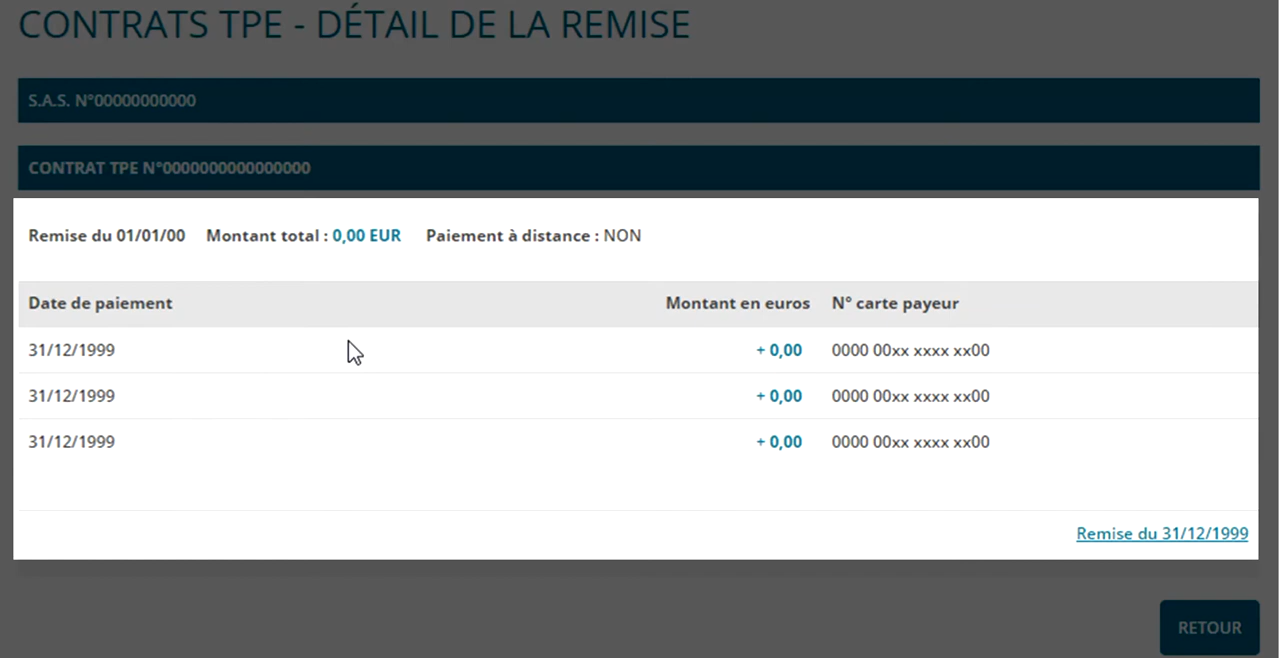 CONTRATS TPE - DÉTAIL DE LA REMISE
S.A.S. N°00000000000
CONTRAT TPE N°0000000000000000
Remise du 01/01/00 Montant total : 0,00 EUR Paiement à distance : NON
Date de paiement Montant en euros N° carte payeur
31/12/1999 + 0,00 0000 00xx xxxx xx00
31/12/1999 + 0,00 0000 00xx xxxx xx00
31/12/1999 + 0,00 0000 00xx xxxx xx00
Remise du 31/12/1999
RETOUR